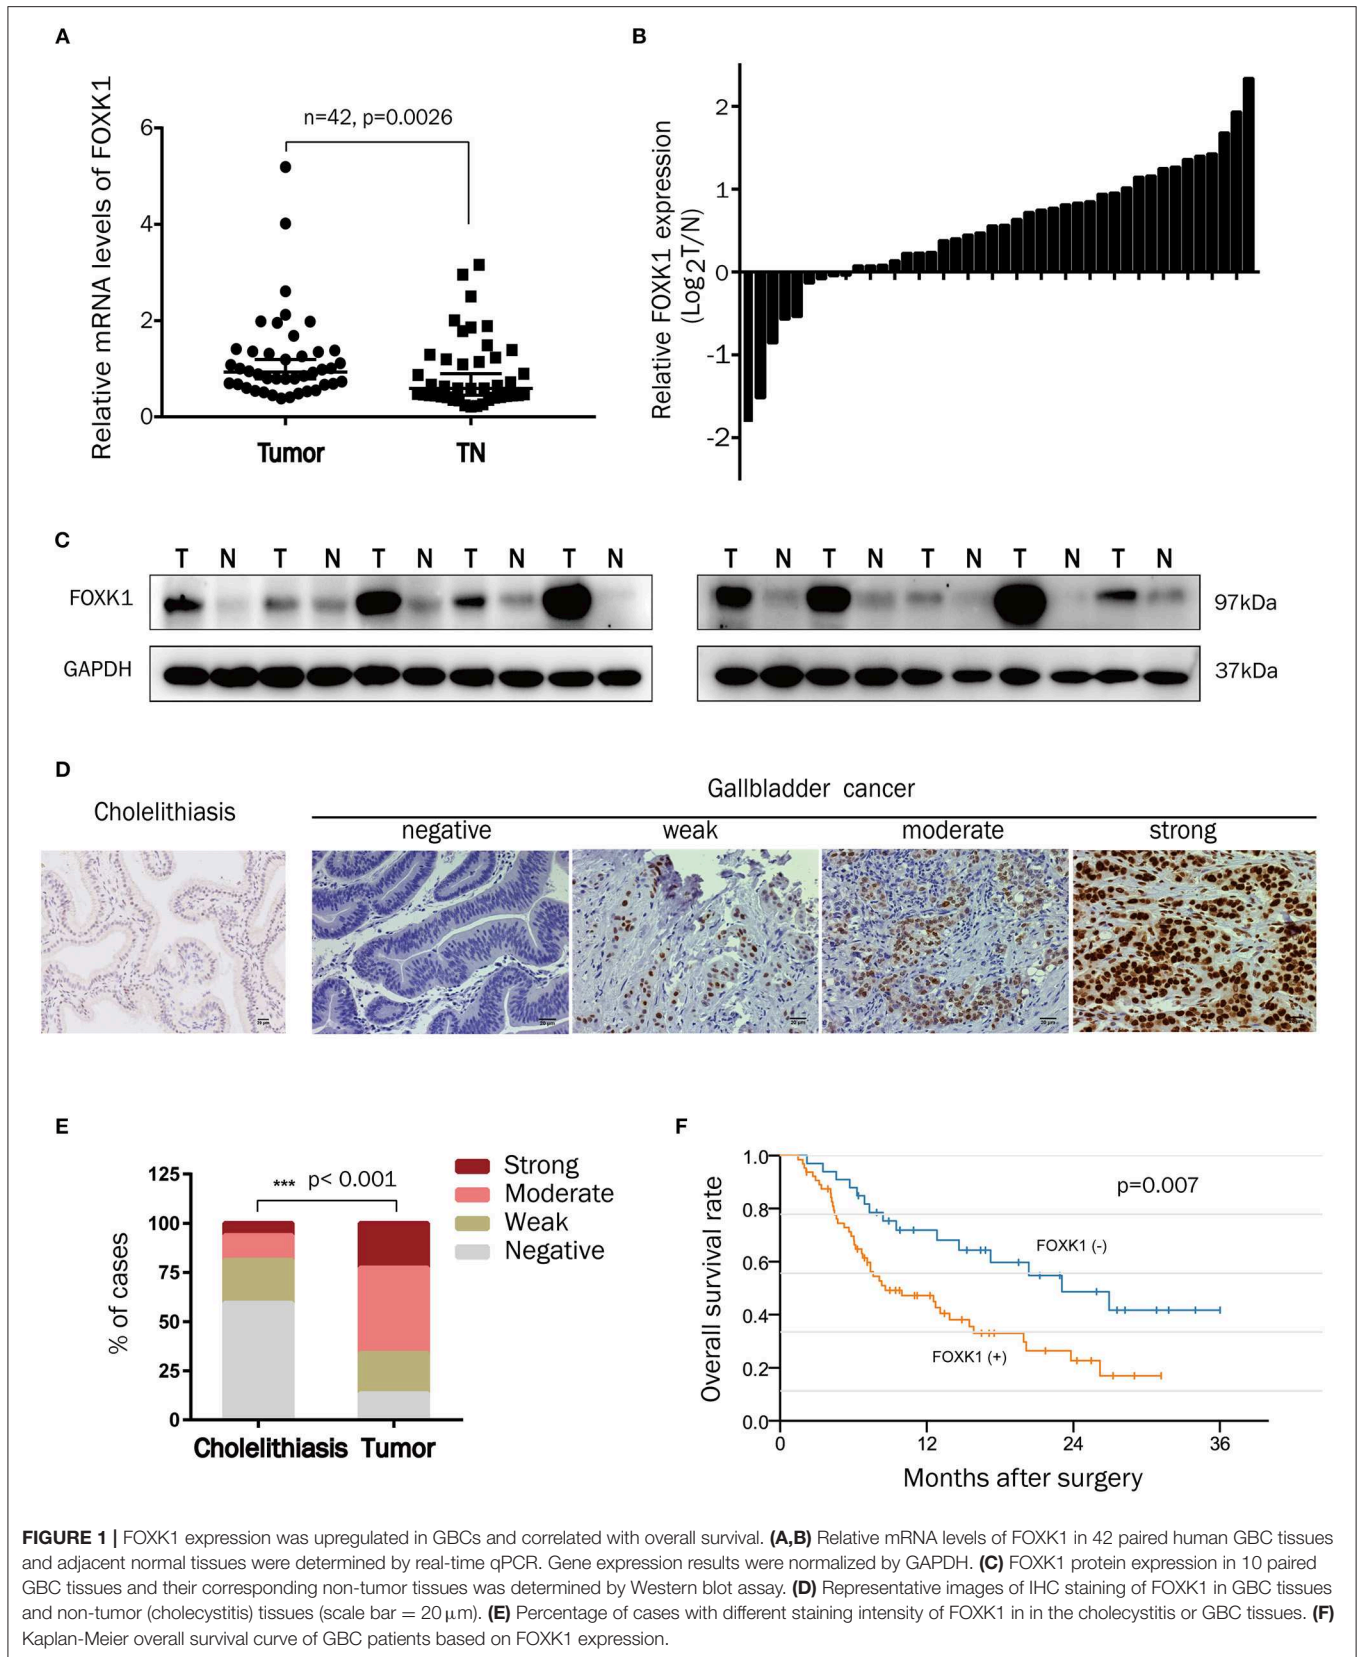 A
n=42, p=0.0026
Relative mRNA levels of FOXK1
6
4
2
0
Tumor
TN
B
Relative FOXK1 expression
(Log2T/N)
2
1
0
-1
-2
C
T N T N T N T N T N
T N T N T N T N T N
FOXK1
97kDa
GAPDH
37kDa
D
Cholelithiasis
Gallbladder cancer
negative
weak
moderate
strong
20 μm
20 μm
20 μm
E
% of cases
125
100
75
50
25
0
*** p< 0.001
Cholelithiasis
Tumor
Strong
Moderate
Weak
Negative
F
Overall survival rate
1.0
0.8
0.6
0.4
0.2
0.0
p=0.007
FOXK1 (-)
FOXK1 (+)
0
12
24
36
Months after surgery
FIGURE 1 | FOXK1 expression was upregulated in GBCs and correlated with overall survival. (A,B) Relative mRNA levels of FOXK1 in 42 paired human GBC tissues
and adjacent normal tissues were determined by real-time qPCR. Gene expression results were normalized by GAPDH. (C) FOXK1 protein expression in 10 paired
GBC tissues and their corresponding non-tumor tissues was determined by Western blot assay. (D) Representative images of IHC staining of FOXK1 in GBC tissues
and non-tumor (cholecystitis) tissues (scale bar = 20 μm). (E) Percentage of cases with different staining intensity of FOXK1 in in the cholecystitis or GBC tissues. (F)
Kaplan-Meier overall survival curve of GBC patients based on FOXK1 expression.